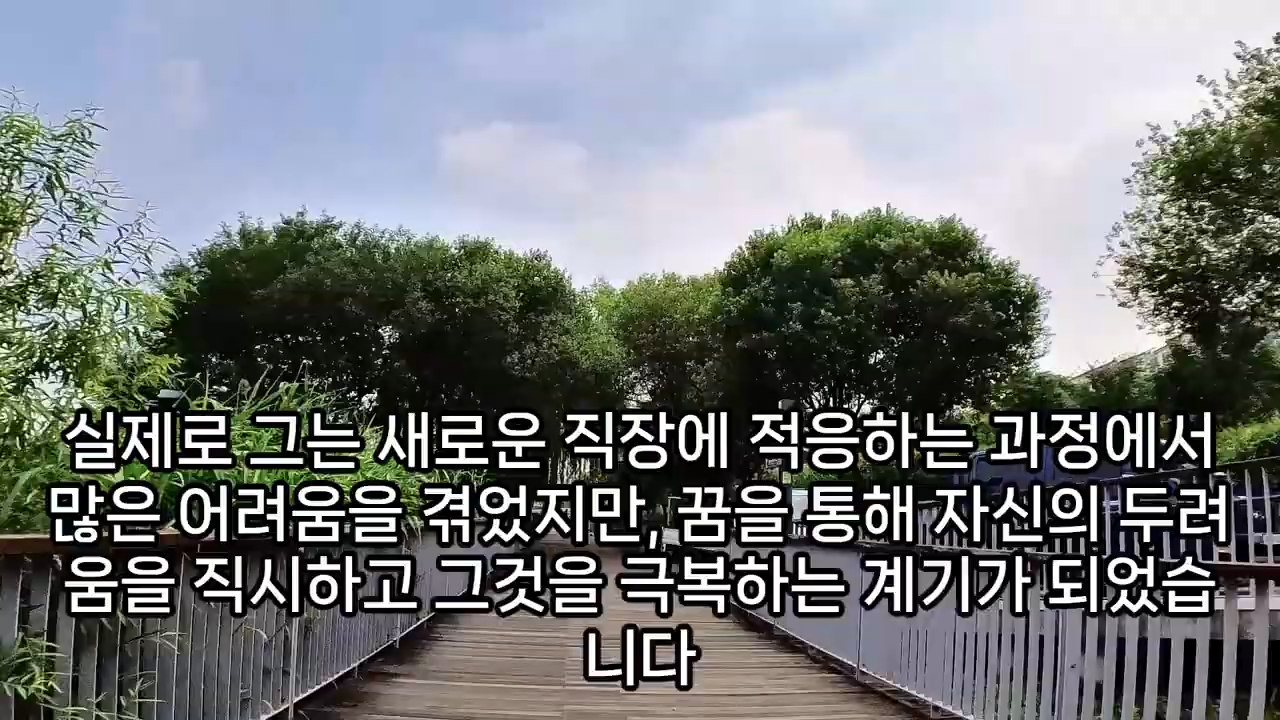 실제로 그는 새로운 직장에 적응하는 과정에서
많은 어려움을 겪었지만, 꿈을 통해 자신의 두려
움을 직시하고 그것을 극복하는 계기가 되었습
니다